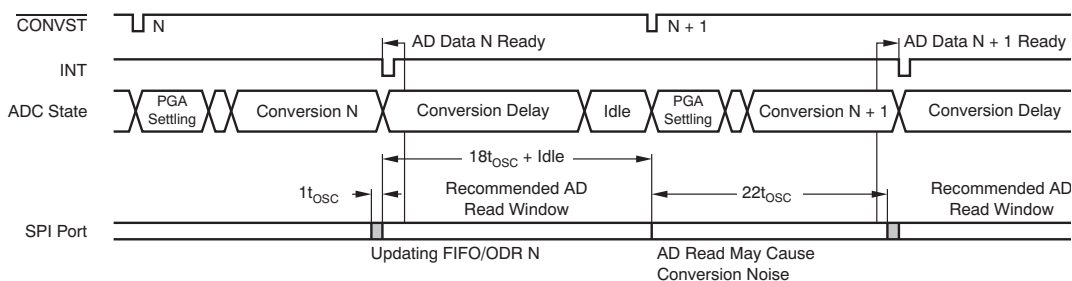 CONVST
N
N + 1
AD Data N Ready
AD Data N + 1 Ready
INT
ADC State
PGA
Settling
Conversion N
Conversion Delay
Idle
PGA
Settling
Conversion N + 1
Conversion Delay
18tOSC + Idle
1tOSC
Recommended AD
Read Window
22tOSC
Recommended AD
Read Window
SPI Port
Updating FIFO/ODR N
AD Read May Cause
Conversion Noise